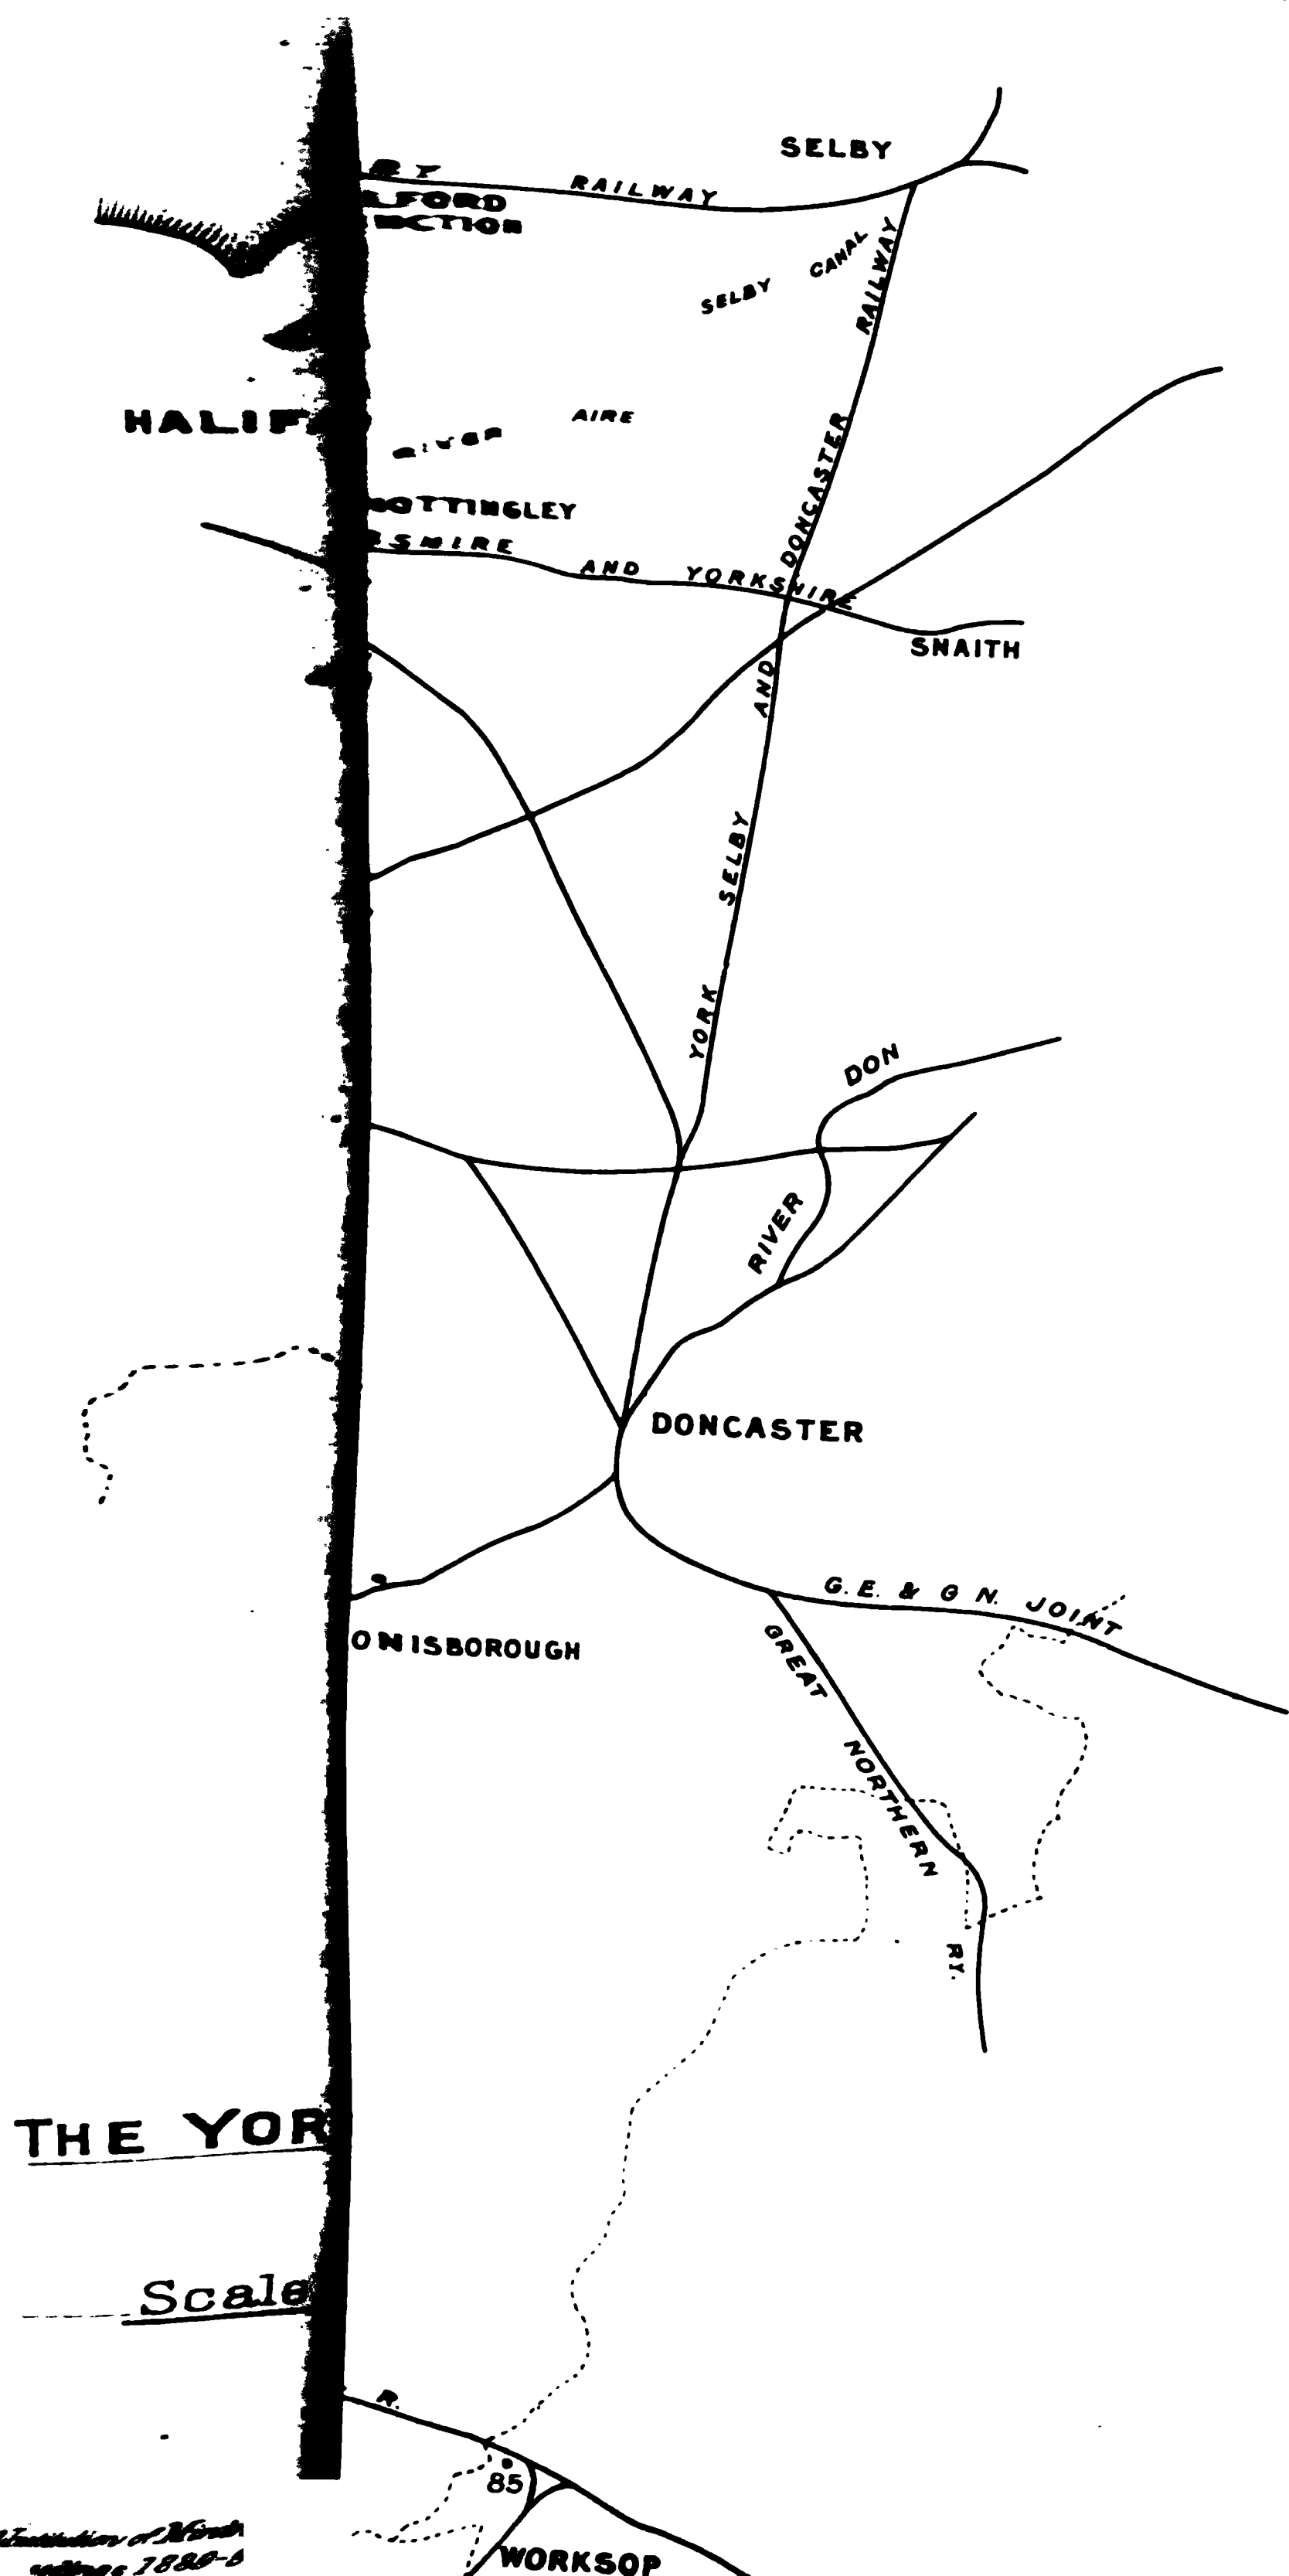 SELBY
RAILWAY
SELBY CANAL
RAILWAY
DONCASTER
AND
SELBY
YORK
HALIF
RIVER AIRE
OTTINGLEY
SHIRE AND YORKSHIRE
SNAITH
RIVER DON
DONCASTER
G. E. & G N. JOINT
ONISBOROUGH
GREAT NORTHERN RY.
THE YOR
Scale
R.
85
WORKSOP